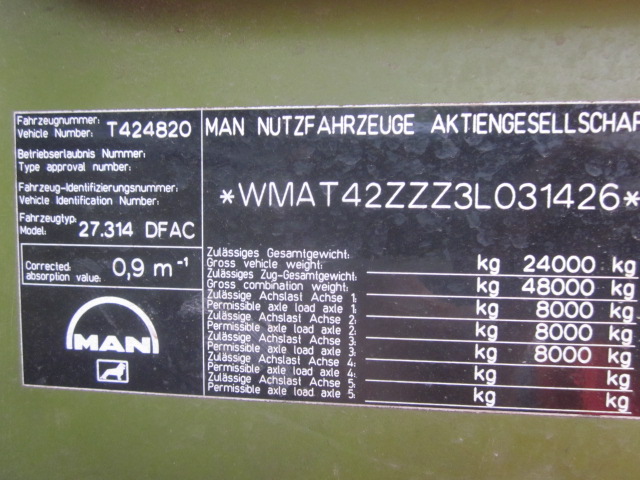 Fahrzeugnummer:
Vehicle Number: T424820
MAN NUTZFAHRZEUGE AKTIENGESELLSCHAF
Betriebserlaubnis Nummer:
Type approval number:
Fahrzeug-Identifizierungsnummer:
Vehicle Identification Number:
*WMAT42ZZZ3L031426*
Fahrzeugtyp:
Model: 27.314 DFAC
Corrected
absorption value: 0,9 m⁻¹
MAN
Zulässiges Gesamtgewicht:
Gross vehicle weight: kg 24000 kg
Zulässiges Zug-Gesamtgewicht:
Gross combination weight: kg 48000 kg
Zulässige Achslast Achse 1:
Permissible axle load axle 1: kg 8000 kg
Zulässige Achslast Achse 2:
Permissible axle load axle 2: kg 8000 kg
Zulässige Achslast Achse 3:
Permissible axle load axle 3: kg 8000 kg
Zulässige Achslast Achse 4:
Permissible axle load axle 4: kg kg
Zulässige Achslast Achse 5:
Permissible axle load axle 5: kg kg